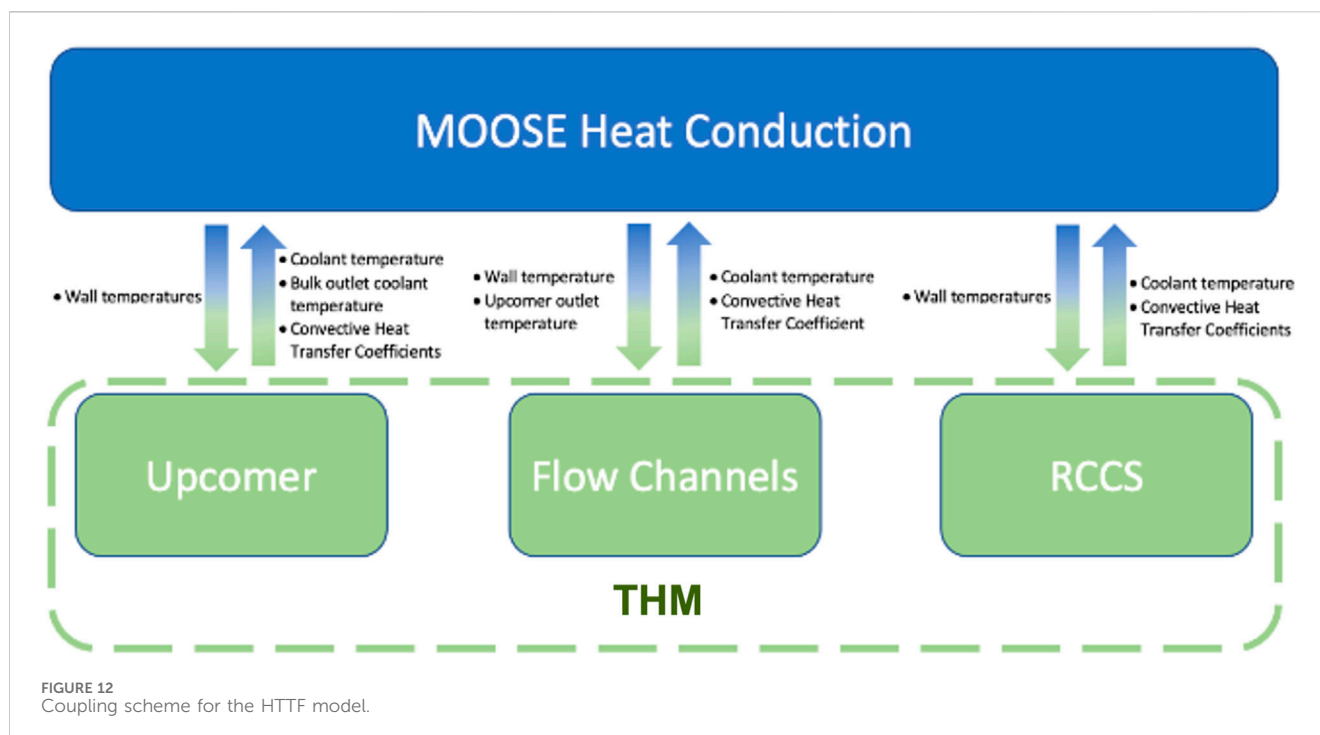 MOOSE Heat Conduction
• Wall temperatures
• Coolant temperature
• Bulk outlet coolant
temperature
• Convective Heat
Transfer Coefficients
• Wall temperature
• Upcomer outlet
temperature
• Coolant temperature
• Convective Heat
Transfer Coefficient
• Wall temperatures
• Coolant temperature
• Convective Heat
Transfer Coefficients
Upcomer
Flow Channels
RCCS
THM
FIGURE 12
Coupling scheme for the HTTF model.